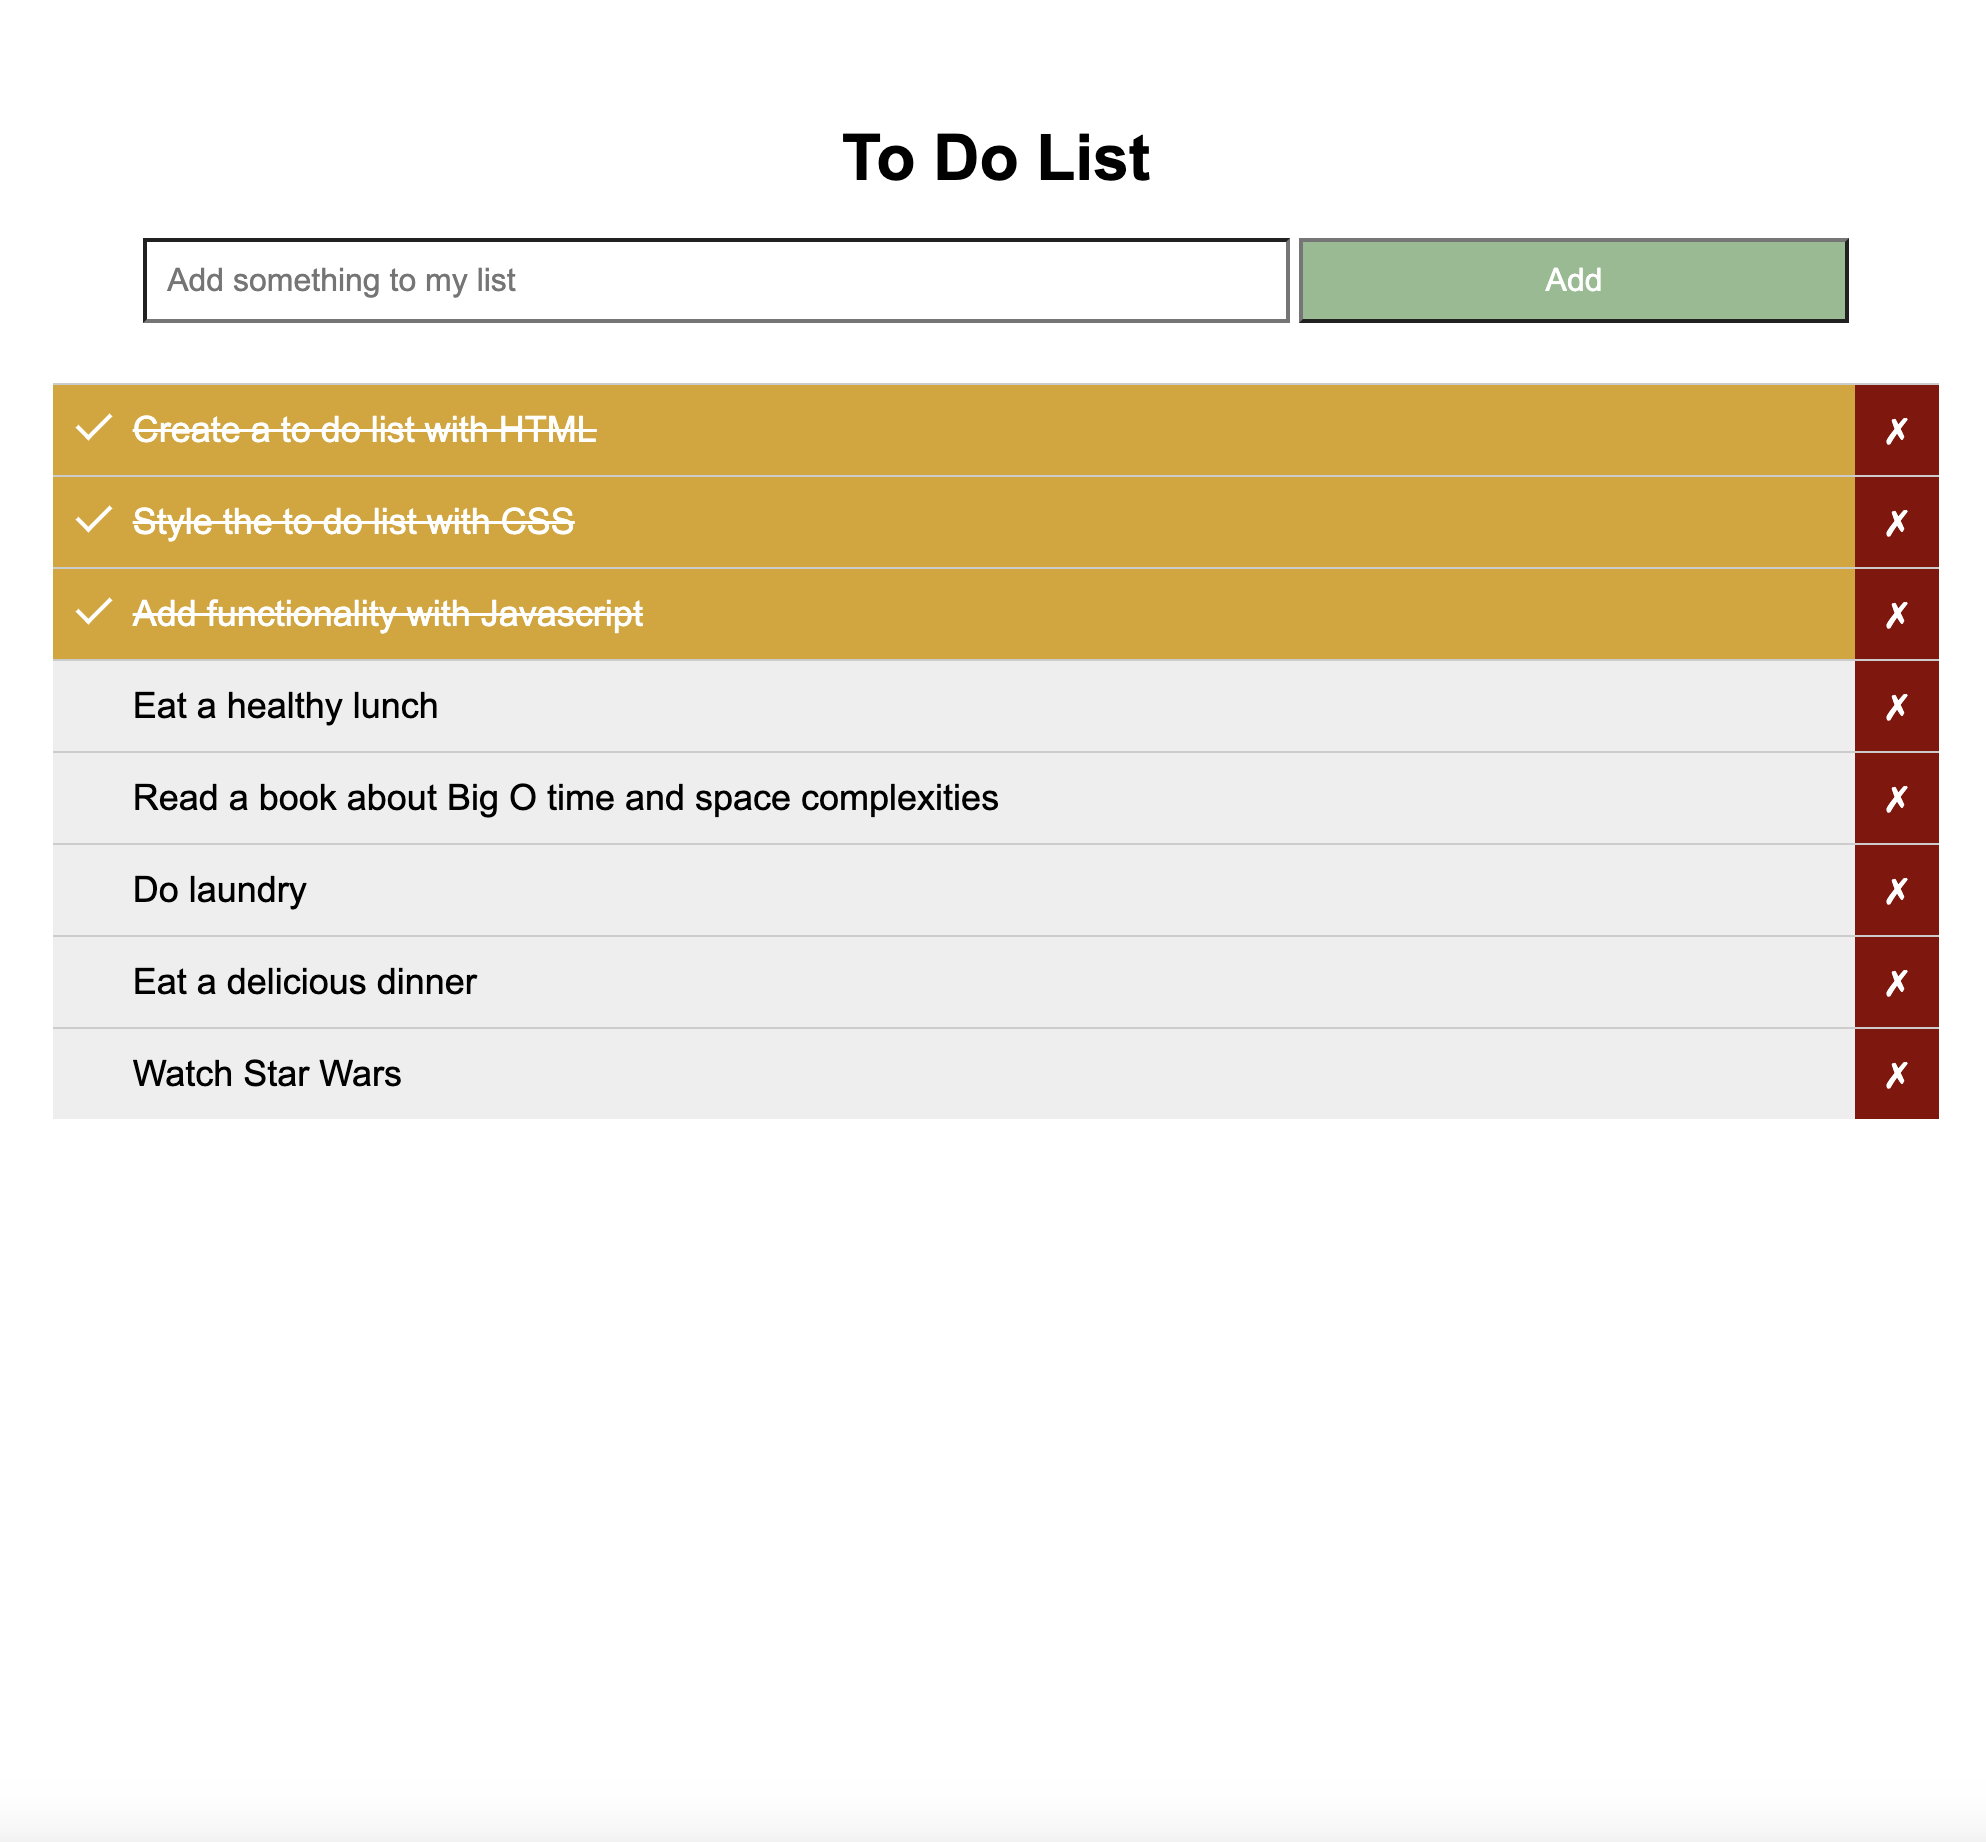 To Do List
Add something to my list
Add
✓ Create a to do list with HTML ✗
✓ Style the to do list with CSS ✗
✓ Add functionality with Javascript ✗
Eat a healthy lunch ✗
Read a book about Big O time and space complexities ✗
Do laundry ✗
Eat a delicious dinner ✗
Watch Star Wars ✗